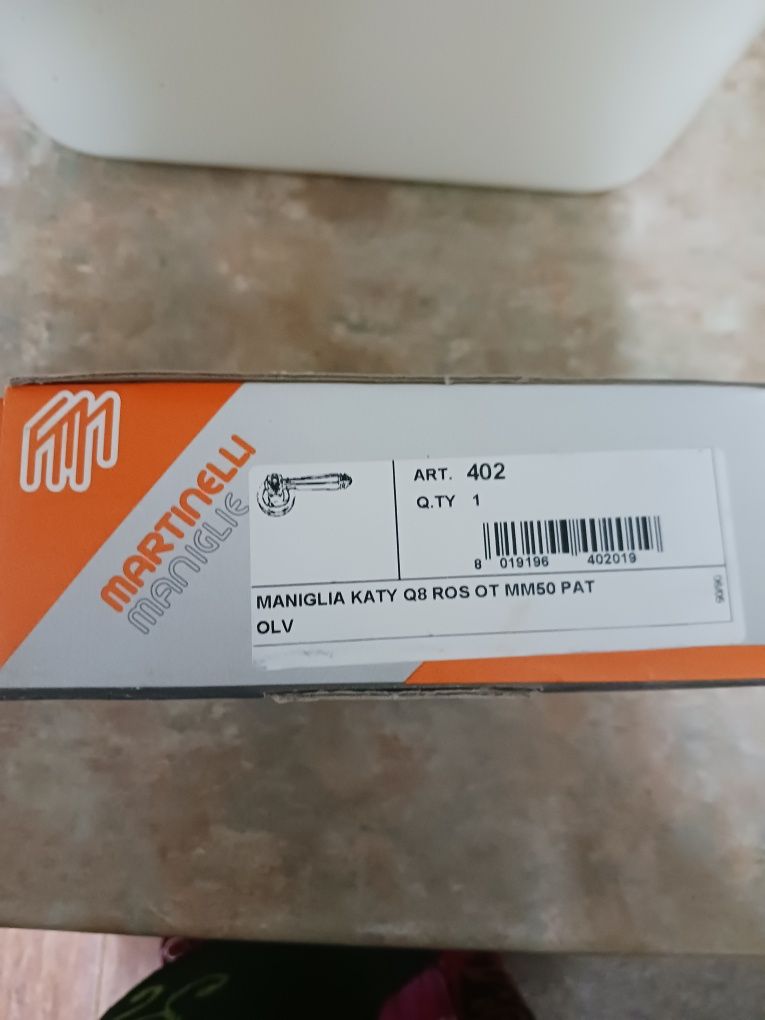 MARTINELLI
MANIGLIE
ART. 402
Q.TY 1
8 019196 402019
MANIGLIA KATY Q8 ROS OT MM50 PAT
OLV